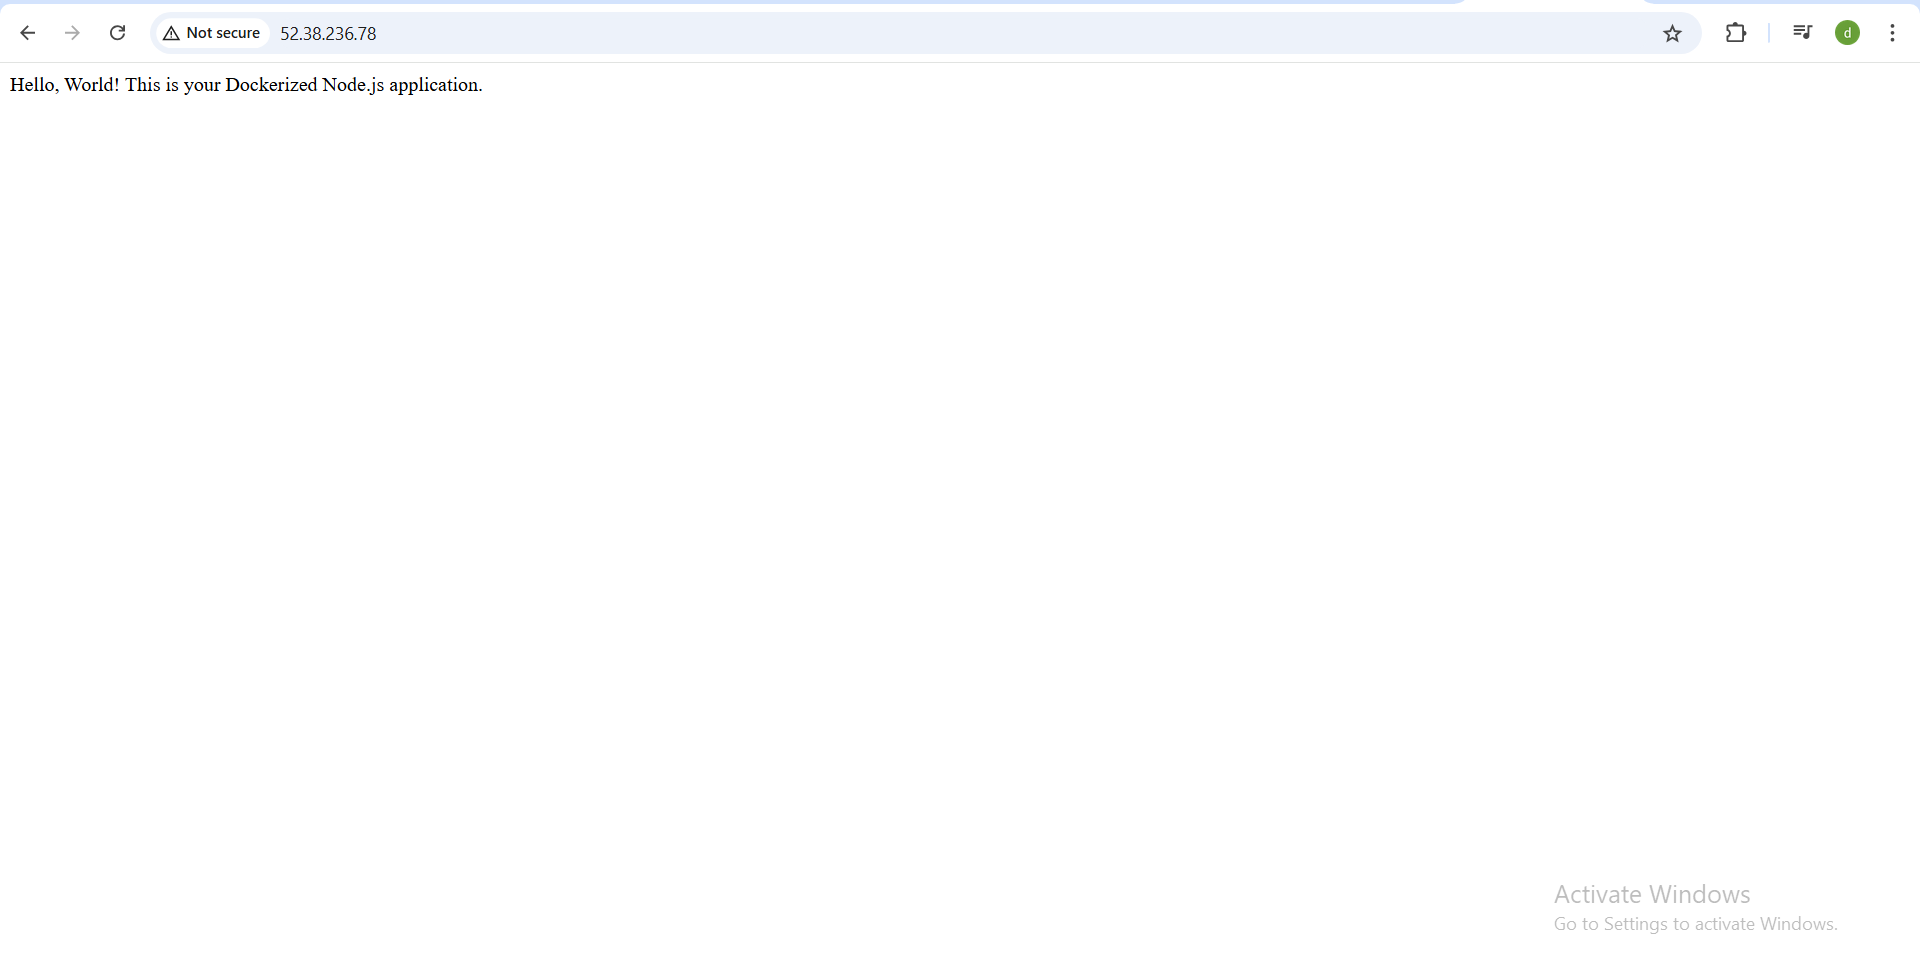 Not secure 52.38.236.78
d
Hello, World! This is your Dockerized Node.js application.
Activate Windows
Go to Settings to activate Windows.